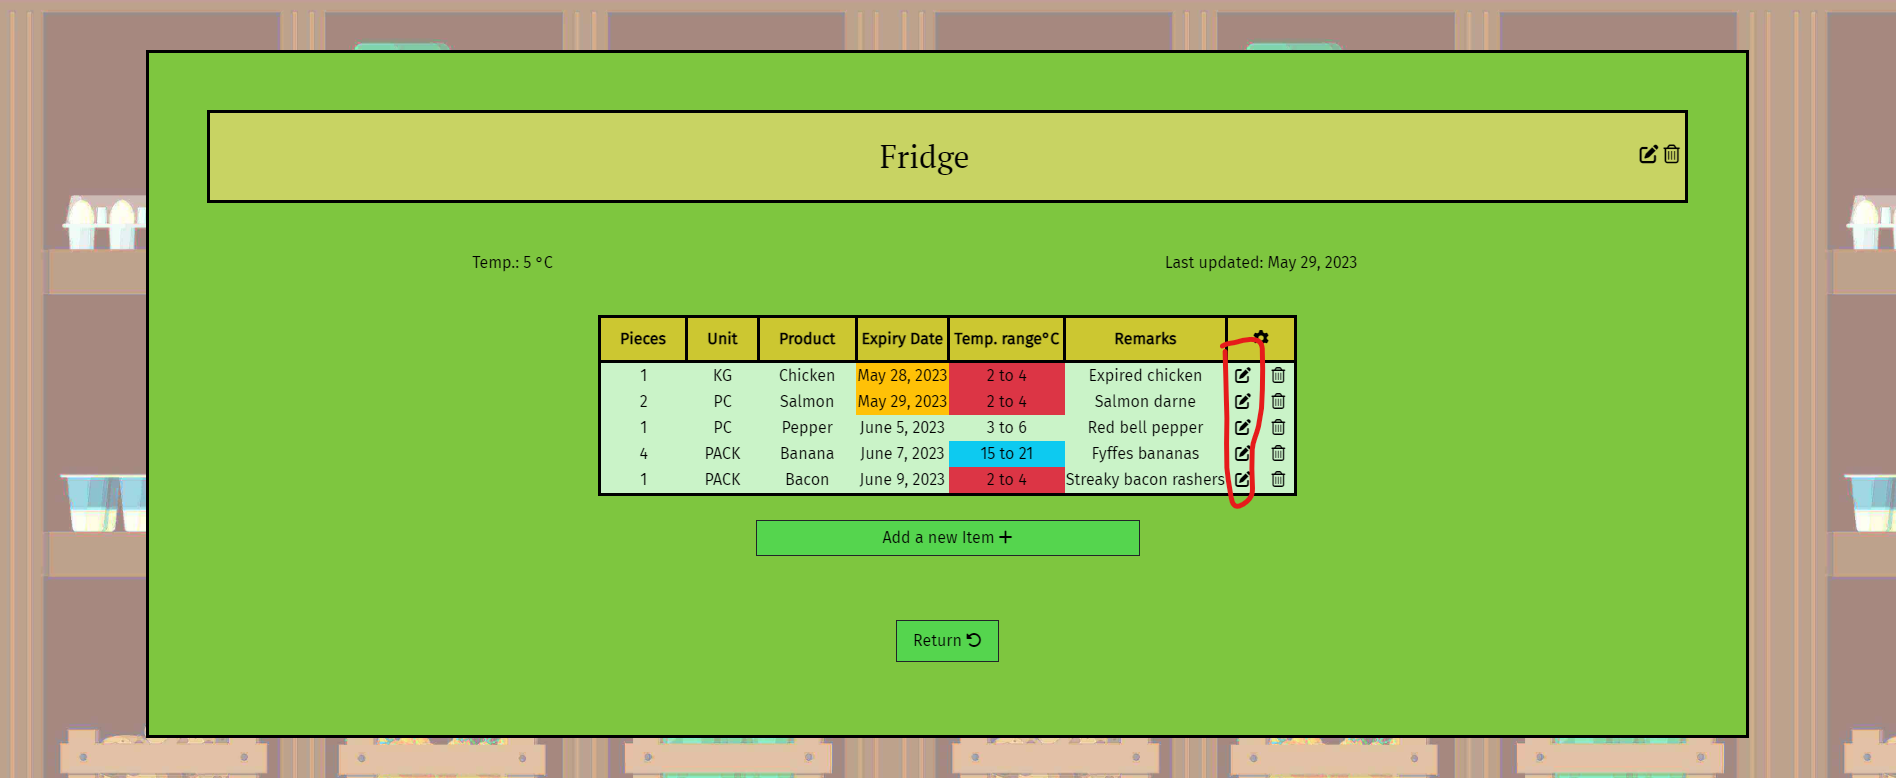 Fridge
Temp.: 5 °C
Last updated: May 29, 2023
Pieces Unit Product Expiry Date Temp. range°C Remarks
1 KG Chicken May 28, 2023 2 to 4 Expired chicken
2 PC Salmon May 29, 2023 2 to 4 Salmon darne
1 PC Pepper June 5, 2023 3 to 6 Red bell pepper
4 PACK Banana June 7, 2023 15 to 21 Fyffes bananas
1 PACK Bacon June 9, 2023 2 to 4 Streaky bacon rashers
Add a new Item
Return